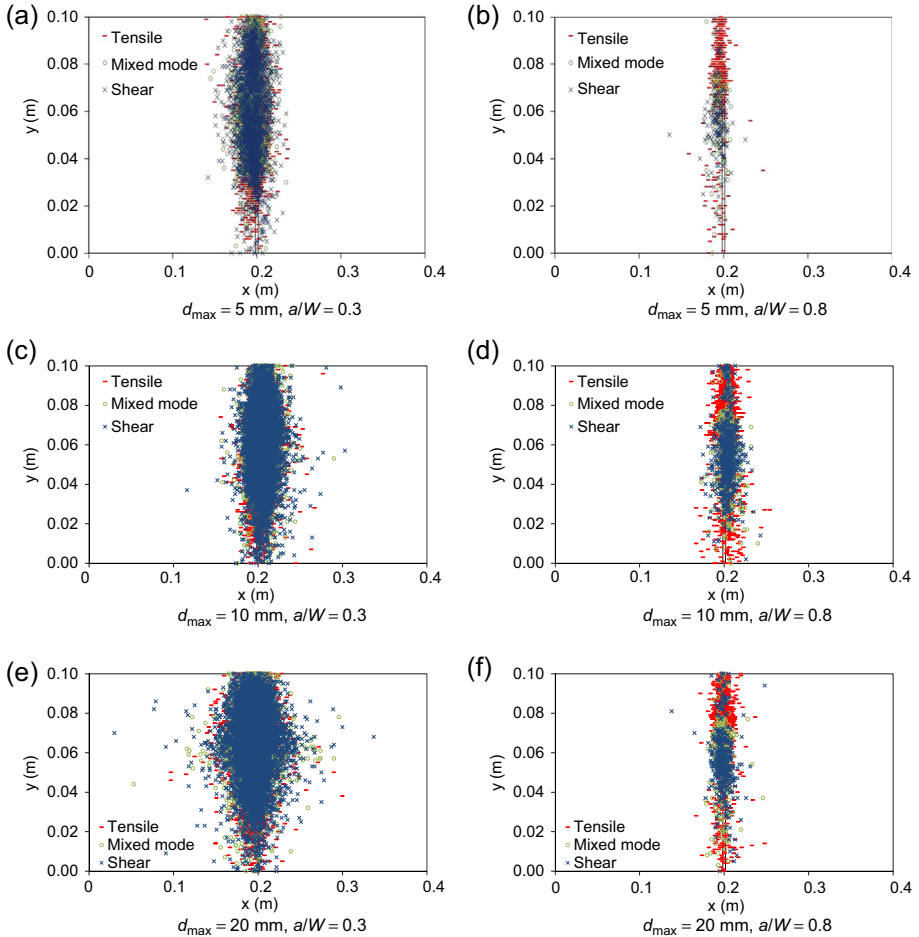 (a)
0.10
0.08
0.06
0.04
0.02
0.00
y (m)
Tensile
Mixed mode
Shear
0 0.1 0.2 0.3 0.4
x (m)
d_max = 5 mm, a/W = 0.3
(b)
0.10
0.08
0.06
0.04
0.02
0.00
y (m)
Tensile
Mixed mode
Shear
0 0.1 0.2 0.3 0.4
x (m)
d_max = 5 mm, a/W = 0.8
(c)
0.10
0.08
0.06
0.04
0.02
0.00
y (m)
Tensile
Mixed mode
Shear
0 0.1 0.2 0.3 0.4
x (m)
d_max = 10 mm, a/W = 0.3
(d)
0.10
0.08
0.06
0.04
0.02
0.00
y (m)
Tensile
Mixed mode
Shear
0 0.1 0.2 0.3 0.4
x (m)
d_max = 10 mm, a/W = 0.8
(e)
0.10
0.08
0.06
0.04
0.02
0.00
y (m)
Tensile
Mixed mode
Shear
0 0.1 0.2 0.3 0.4
x (m)
d_max = 20 mm, a/W = 0.3
(f)
0.10
0.08
0.06
0.04
0.02
0.00
y (m)
Tensile
Mixed mode
Shear
0 0.1 0.2 0.3 0.4
x (m)
d_max = 20 mm, a/W = 0.8